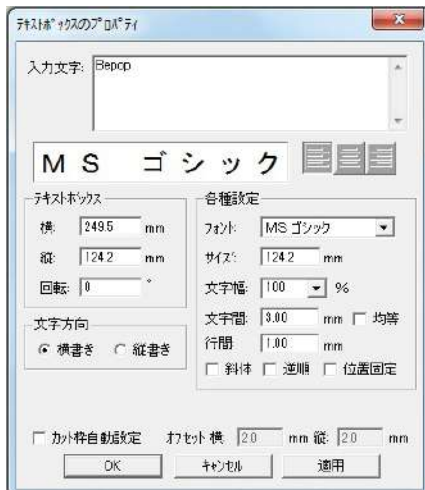 テキストボックスのプロパティ
入力文字:
Bepop
MS ゴシック
テキストボックス
横: 249.5 mm
縦: 124.2 mm
回転: 0 °
文字方向
横書き 縦書き
各種設定
フォント: MS ゴシック
サイズ: 124.2 mm
文字幅: 100 %
文字間: 3.00 mm 均等
行間: 1.00 mm
斜体 逆順 位置固定
カット枠自動設定 オフセット 横: 2.0 mm 縦: 2.0 mm
OK キャンセル 適用